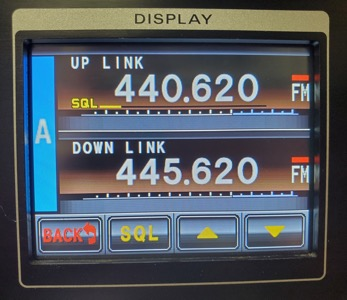 DISPLAY
UP LINK
440.620
SQL
FM
A
DOWN LINK
445.620
FM
BACK SQL